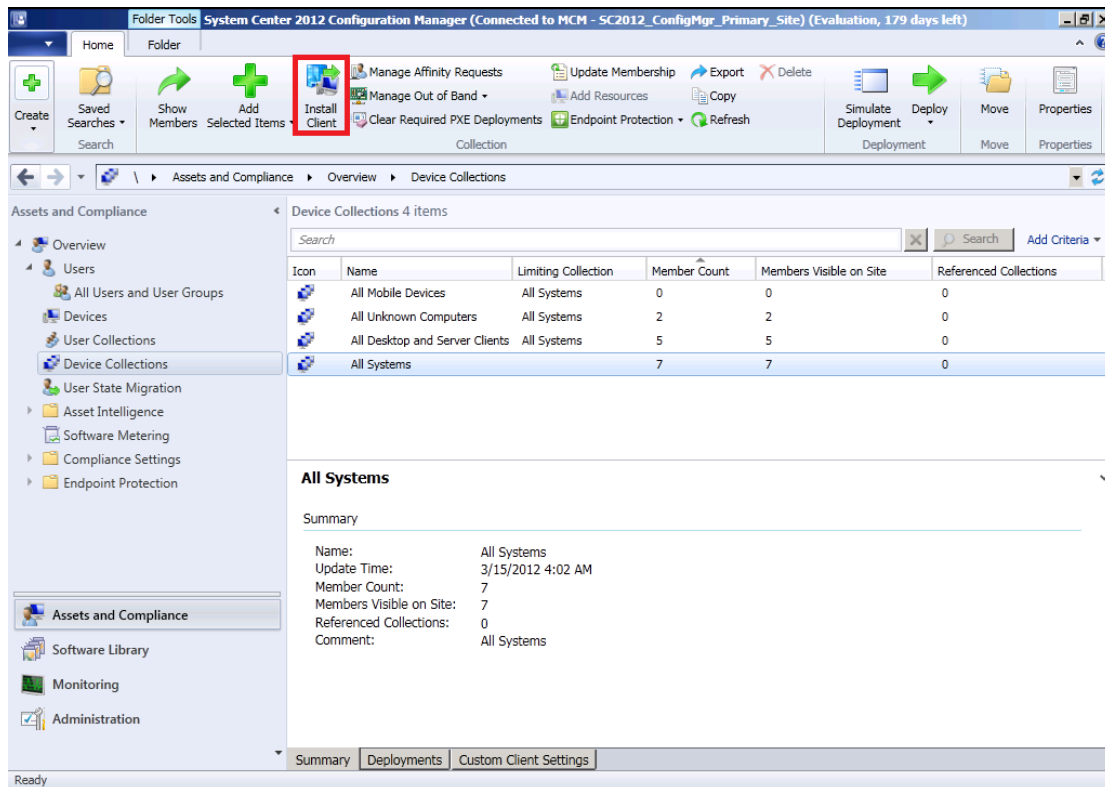 Folder Tools System Center 2012 Configuration Manager (Connected to MCM - SC2012_ConfigMgr_Primary_Site) (Evaluation, 179 days left)
Home Folder
Create
Saved Searches
Search
Show Members
Add Selected Items
Install Client
Manage Affinity Requests
Manage Out of Band
Clear Required PXE Deployments
Update Membership
Add Resources
Endpoint Protection
Export
Copy
Refresh
Delete
Collection
Simulate Deployment
Deploy
Deployment
Move
Move
Properties
Properties
\ Assets and Compliance Overview Device Collections
Assets and Compliance
Overview
Users
All Users and User Groups
Devices
User Collections
Device Collections
User State Migration
Asset Intelligence
Software Metering
Compliance Settings
Endpoint Protection
Assets and Compliance
Software Library
Monitoring
Administration
Device Collections 4 items
Search Search Add Criteria
Icon Name Limiting Collection Member Count Members Visible on Site Referenced Collections
All Mobile Devices All Systems 0 0 0
All Unknown Computers All Systems 2 2 0
All Desktop and Server Clients All Systems 5 5 0
All Systems 7 7 0
All Systems
Summary
Name: All Systems
Update Time: 3/15/2012 4:02 AM
Member Count: 7
Members Visible on Site: 7
Referenced Collections: 0
Comment: All Systems
Summary Deployments Custom Client Settings
Ready